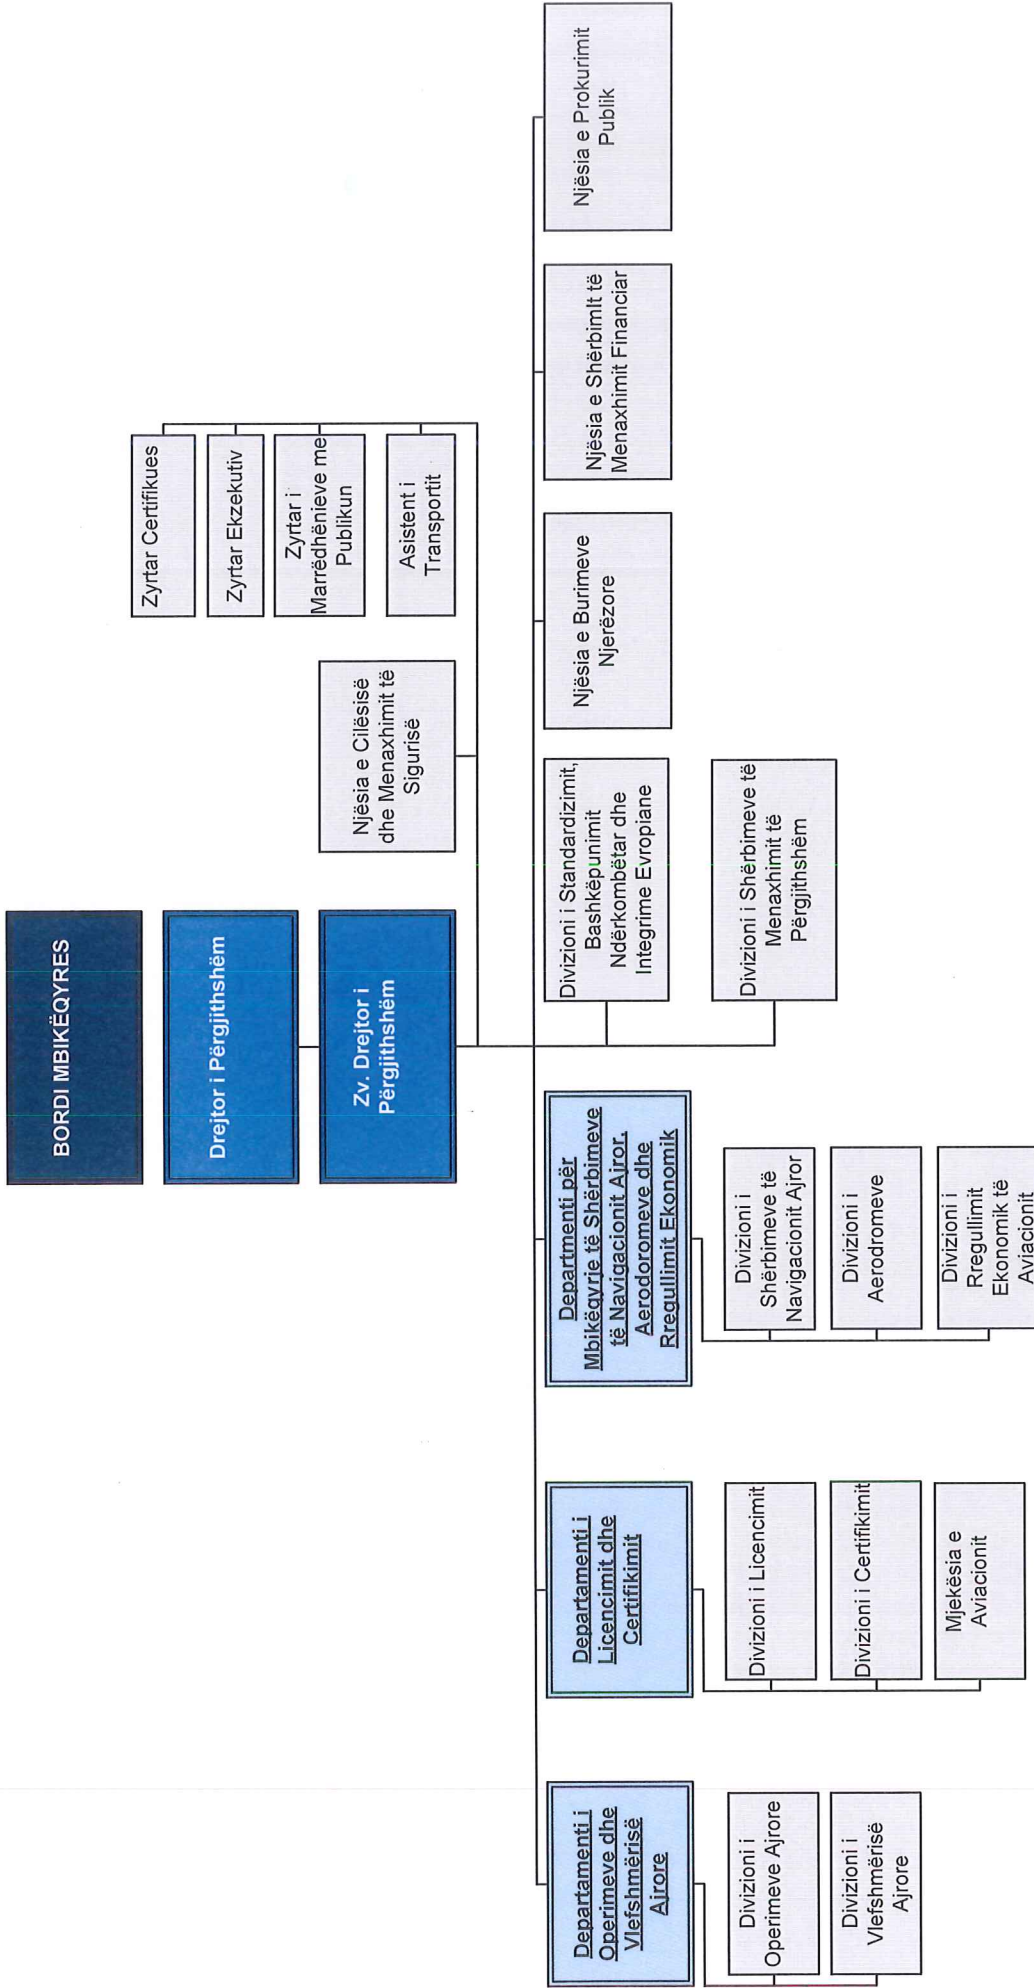 BORDI MBIKËQYRES
Drejtor i Përgjithshëm
Zv. Drejtor i
Përgjithshëm
Zyrtar Certifikues
Zyrtar Ekzekutiv
Zyrtar i
Marrëdhënieve me
Publikun
Asistent i
Transportit
Njësia e Cilësisë
dhe Menaxhimit të
Sigurisë
Departamenti i
Operimeve dhe
Vlefshmërisë
Ajrore
Divizioni i
Operimeve Ajrore
Divizioni i
Vlefshmërisë
Ajrore
Departamenti i
Licencimit dhe
Certifikimit
Divizioni i Licencimit
Divizioni i Certifikimit
Mjekësia e
Aviacionit
Departmenti për
Mbikëqyrje të Shërbimeve
të Navigacionit Ajror,
Aerodoromeve dhe
Rregullimit Ekonomik
Divizioni i
Shërbimeve të
Navigacionit Ajror
Divizioni i
Aerodromeve
Divizioni i
Rregullimit
Ekonomik të
Aviacionit
Divizioni i Standardizimit,
Bashkëpunimit
Ndërkombëtar dhe
Integrime Evropiane
Divizioni i Shërbimeve të
Menaxhimit të
Përgjithshëm
Njësia e Burimeve
Njerëzore
Njësia e ShërbimIt të
Menaxhimit Financiar
Njësia e Prokurimit
Publik